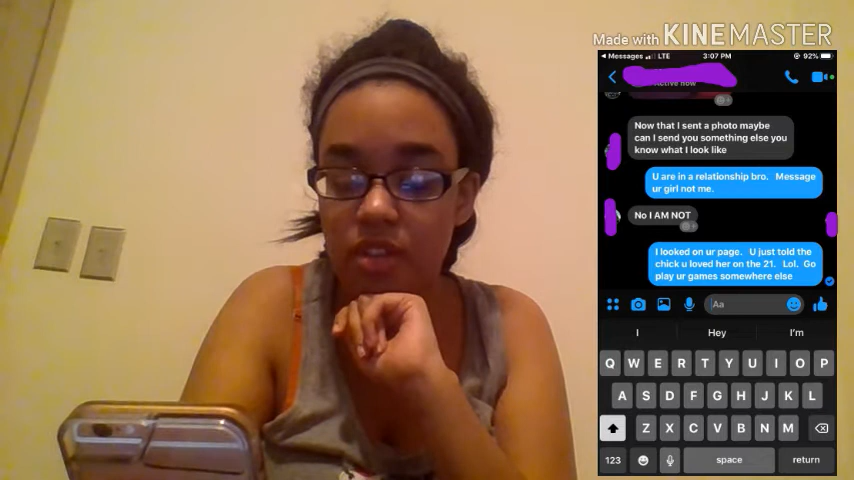 Made with KINEMASTER
Messages LTE 3:07 PM 92%
Active now
Now that I sent a photo maybe
can I send you something else you
know what I look like
U are in a relationship bro. Message
ur girl not me.
No I AM NOT
I looked on ur page. U just told the
chick u loved her on the 21. Lol. Go
play ur games somewhere else
Aa
I Hey I'm
Q W E R T Y U I O P
A S D F G H J K L
Z X C V B N M
123 space return